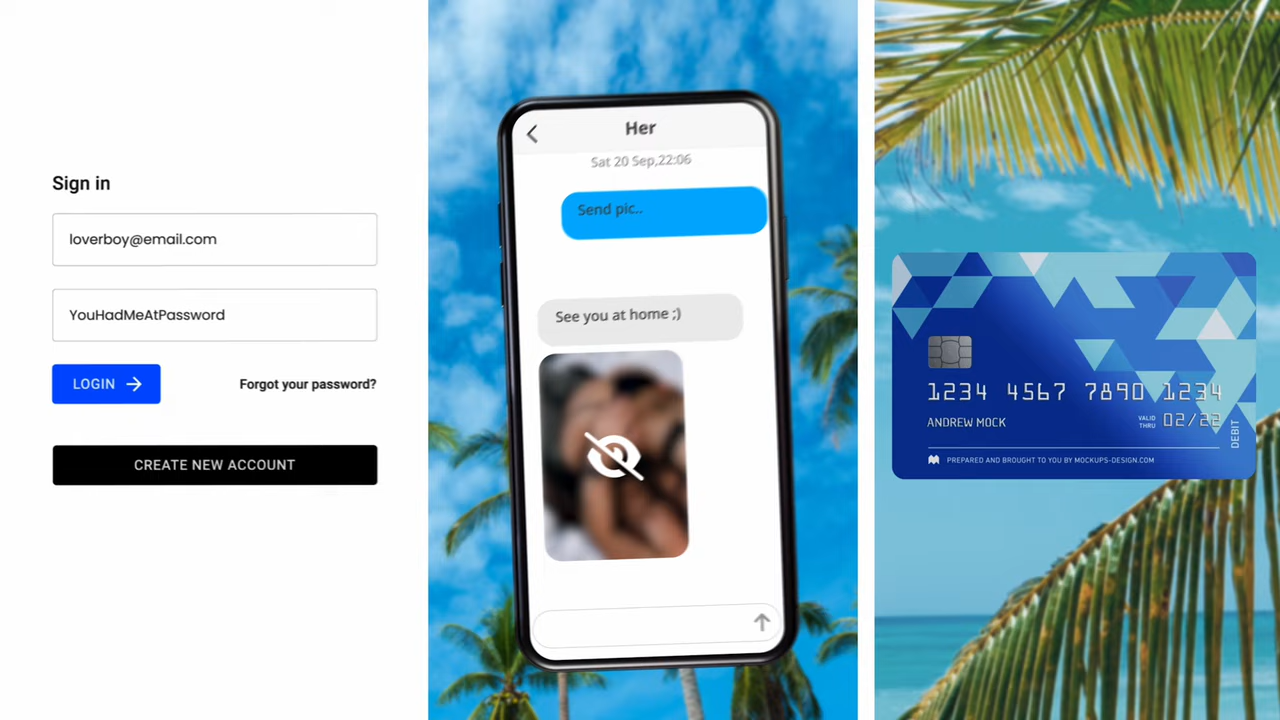 Sign in
loverboy@email.com
YouHadMeAtPassword
LOGIN
Forgot your password?
CREATE NEW ACCOUNT
Her
Sat 20 Sep,22:06
Send pic..
See you at home ;)
1234 4567 7890 1234
ANDREW MOCK
VALID
THRU
02/22
DEBIT
PREPARED AND BROUGHT TO YOU BY MOCKUPS-DESIGN.COM